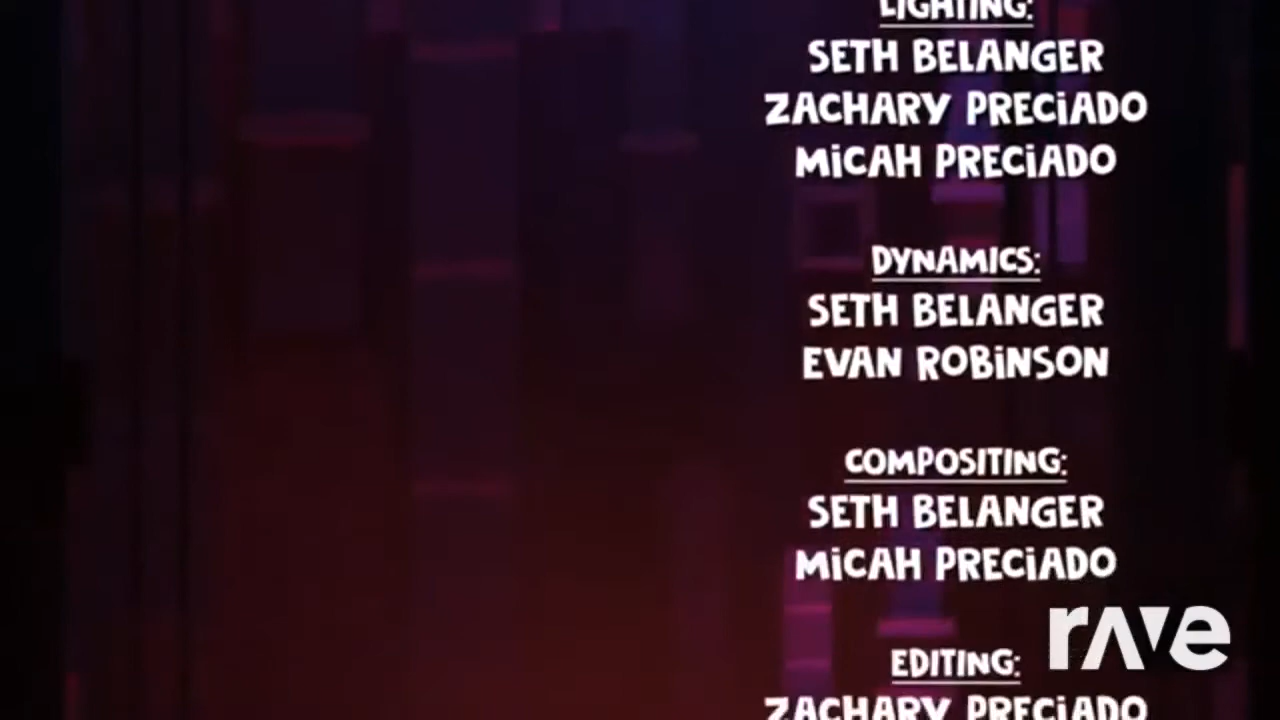 LIGHTING:
SETH BELANGER
ZACHARY PRECiADO
MiCAH PRECiADO
DYNAMICS:
SETH BELANGER
EVAN ROBiNSON
COMPOSITING:
SETH BELANGER
MiCAH PRECiADO
rave
EDITING:
ZACHARY PRECiADO